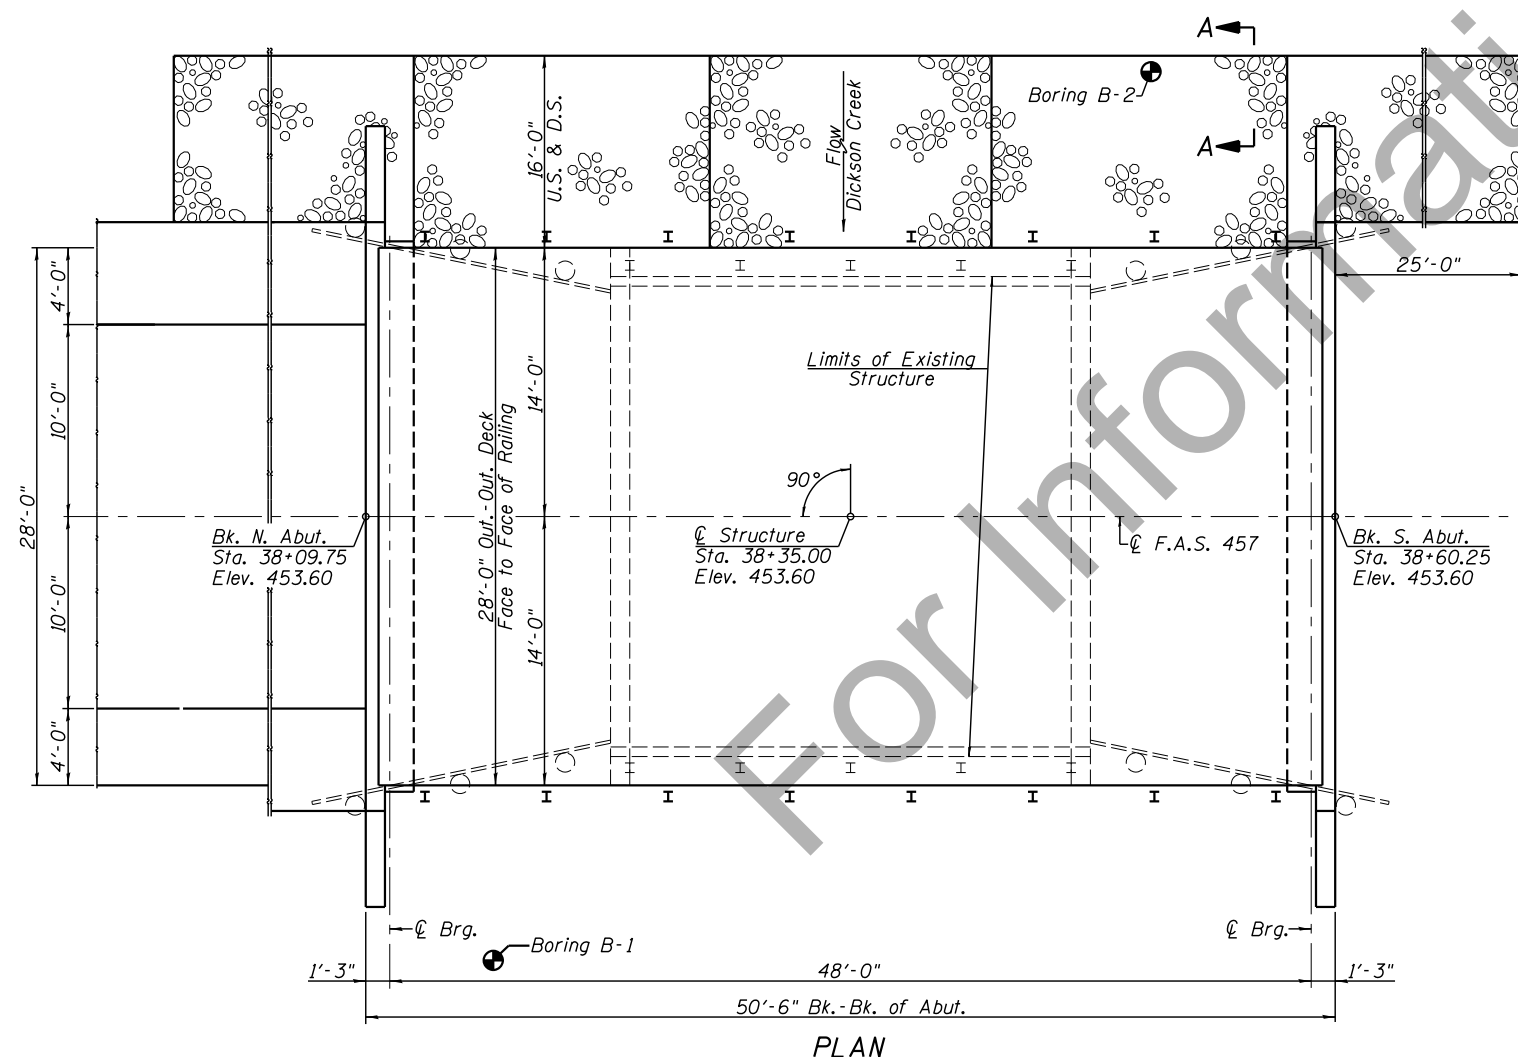 A
A
Boring B-2
16'-0"
U.S. & D.S.
Flow
Dickson Creek
25'-0"
4'-0"
10'-0"
28'-0"
10'-0"
4'-0"
Limits of Existing
Structure
14'-0"
28'-0" Out.-Out. Deck
Face to Face of Railing
14'-0"
90°
Bk. N. Abut.
Sta. 38+09.75
Elev. 453.60
℄ Structure
Sta. 38+35.00
Elev. 453.60
℄ F.A.S. 457
Bk. S. Abut.
Sta. 38+60.25
Elev. 453.60
℄ Brg.
℄ Brg.
Boring B-1
1'-3"
48'-0"
1'-3"
50'-6" Bk.-Bk. of Abut.
PLAN
For Informati